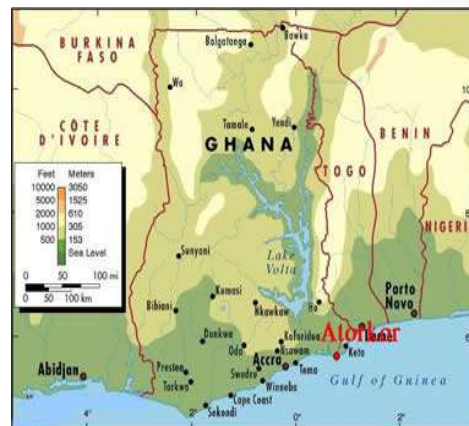 Bawku
BURKINA
FASO
Bolgatanga
Wa
CÔTE
D'IVOIRE
Tamale
Yendi
GHANA
TOGO
BENIN
NIGERI
Feet Meters
10000 3050
5000 1525
2000 610
1000 305
500 153
Sea Level
0 50 100 mi
0 50 100 km
Lake
Volta
Sunyani
Kumasi
Bibiani
Nkawkaw
Ho
Porto
Novo
Atorkor
Dunkwa
Oda
Koforidua
Nsawam
Keta
Accra
Tema
Abidjan
Prestea
Tarkwa
Swedru
Winneba
Gulf of Guinea
Cape Coast
Sekondi
4° 2° 0° 2°